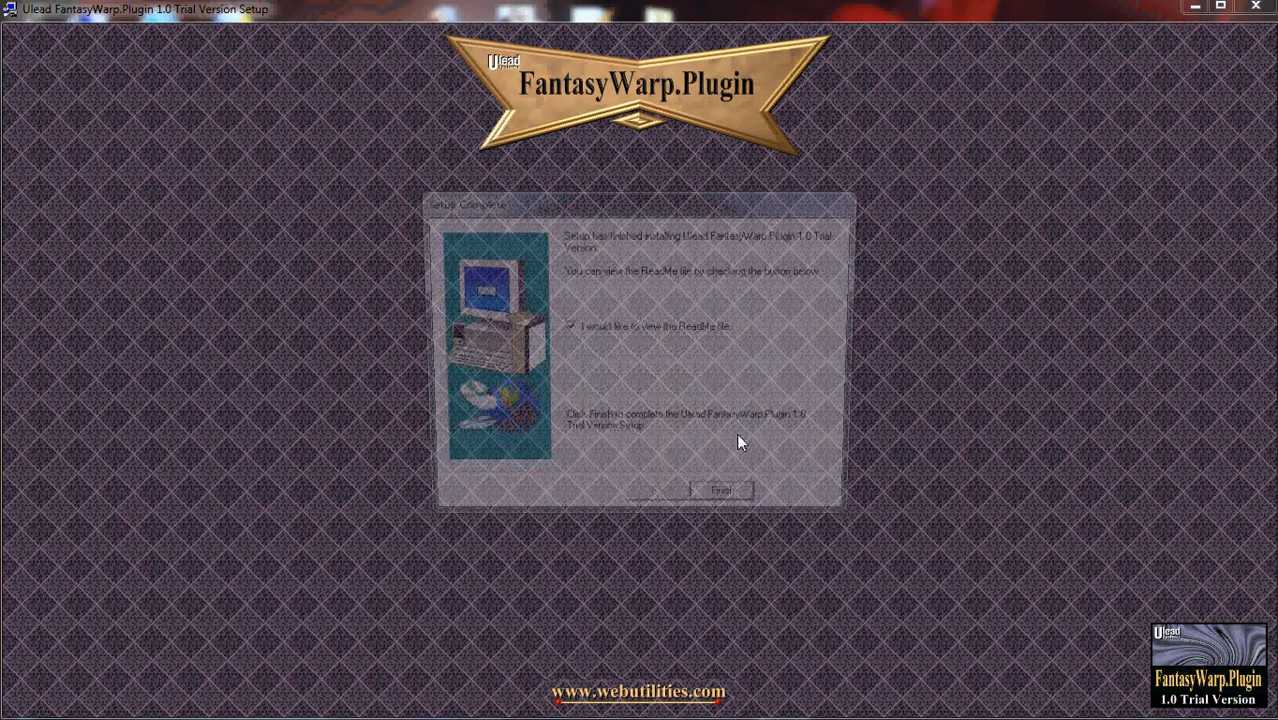 Ulead FantasyWarp.Plugin 1.0 Trial Version Setup
Ulead
FantasyWarp.Plugin
Setup Complete
Setup has finished installing Ulead FantasyWarp.Plugin 1.0 Trial
Version.
You can view the ReadMe file by checking the button below.
I would like to view the ReadMe file.
Click Finish to complete the Ulead FantasyWarp.Plugin 1.0
Trial Version Setup.
Finish
Ulead
FantasyWarp.Plugin
1.0 Trial Version
www.webutilities.com